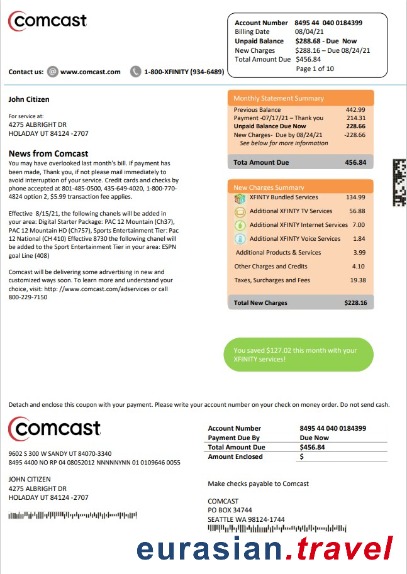 comcast
Account Number 8495 44 040 0184399
Billing Date 08/04/21
Unpaid Balance $288.68 - Due Now
New Charges $288.16 – Due 08/24/21
Total Amount Due $456.84
Page 1 of 10
Contact us: www.comcast.com 1-800-XFINITY (934-6489)
John Citizen
For service at:
4275 ALBRIGHT DR
HOLADAY UT 84124 -2707
News from Comcast
You may have overlooked last month's bill. If payment has
been made, Thank you, if not please mail immediately to
avoid interruption of your service. Credit cards and checks by
phone accepted at 801-485-0500, 435-649-4020, 1-800-770-
4824 option 2, $5.99 transaction fee applies.
Effective 8/15/21, the following chanels will be added in
your area: Digital Starter Package: PAC 12 Mountain (Ch37),
PAC 12 Mountain HD (Ch757), Sports Entertainment Tier: Pac
12 National (CH 410) Effective 8730 the following chanel will
be added to the Sport Entertainment Tier in your area: ESPN
goal Line (408)
Comcast will be delivering some advertising in new and
customized ways soon. To learn more and understand your
choice, visit: http: //www.comcast.com/adservices or call
800-229-7150
Monthly Statement Summary
Previous Balance 442.99
Payment -07/17/21 – Thank you 214.31
Unpaid Balance Due Now 228.66
New Charges- Due by 08/24/21 -228.66
See below for more information
Total Amount Due 456.84
New Charges Summary
XFINITY Bundled Services 134.99
Additional XFINITY TV Services 56.88
Additional XFINITY Internet Services 7.00
Additional XFINITY Voice Services 1.84
Additional Products & Services 3.99
Other Charges and Credits 4.10
Taxes, Surcharges and Fees 19.38
Total New Charges $228.16
You saved $127.02 this month with your
XFINITY services!
Detach and enclose this coupon with your payment. Please write your account number on your check on money order. Do not send cash.
comcast
9602 S 300 W SANDY UT 84070-3340
8495 4400 NO RP 04 08052012 NNNNNYNN 01 0109646 0055
JOHN CITIZEN
4275 ALBRIGHT DR
HOLADAY UT 84124 -2707
Account Number 8495 44 040 0184399
Payment Due By Due Now
Total Amount Due $456.84
Amount Enclosed $
Make checks payable to Comcast
COMCAST
PO BOX 34744
SEATTLE WA 98124-1744
eurasian.travel